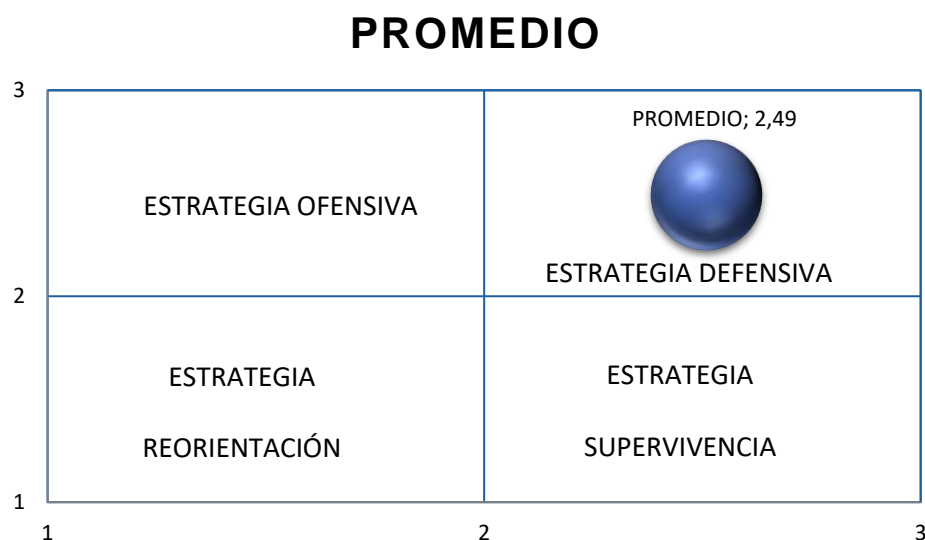 PROMEDIO
3
PROMEDIO; 2,49
ESTRATEGIA OFENSIVA
ESTRATEGIA DEFENSIVA
2
ESTRATEGIA
ESTRATEGIA
REORIENTACIÓN
SUPERVIVENCIA
1
1
2
3